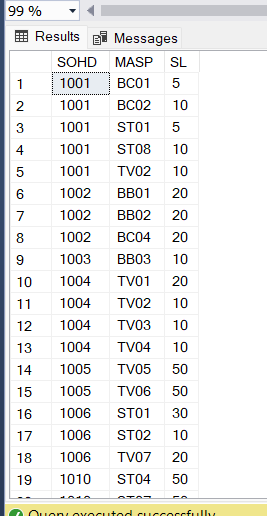 99 %
Results Messages
SOHD MASP SL
1 1001 BC01 5
2 1001 BC02 10
3 1001 ST01 5
4 1001 ST08 10
5 1001 TV02 10
6 1002 BB01 20
7 1002 BB02 20
8 1002 BC04 20
9 1003 BB03 10
10 1004 TV01 20
11 1004 TV02 10
12 1004 TV03 10
13 1004 TV04 10
14 1005 TV05 50
15 1005 TV06 50
16 1006 ST01 30
17 1006 ST02 10
18 1006 TV07 20
19 1010 ST04 50
Query executed successfully